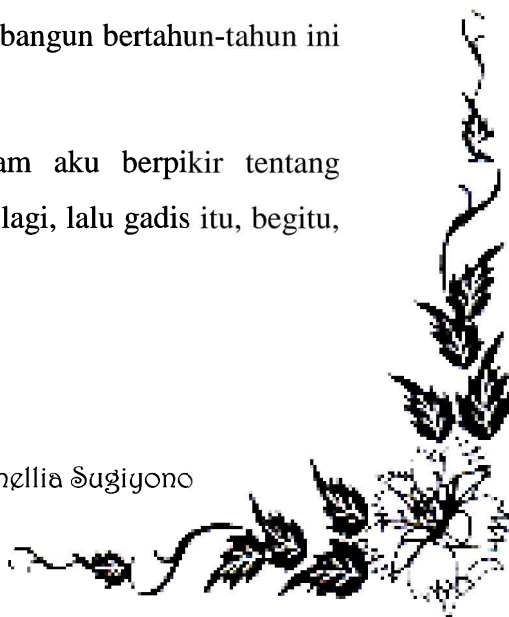 bangun bertahun-tahun ini
am aku berpikir tentang
lagi, lalu gadis itu, begitu,
nellia Sugiyono